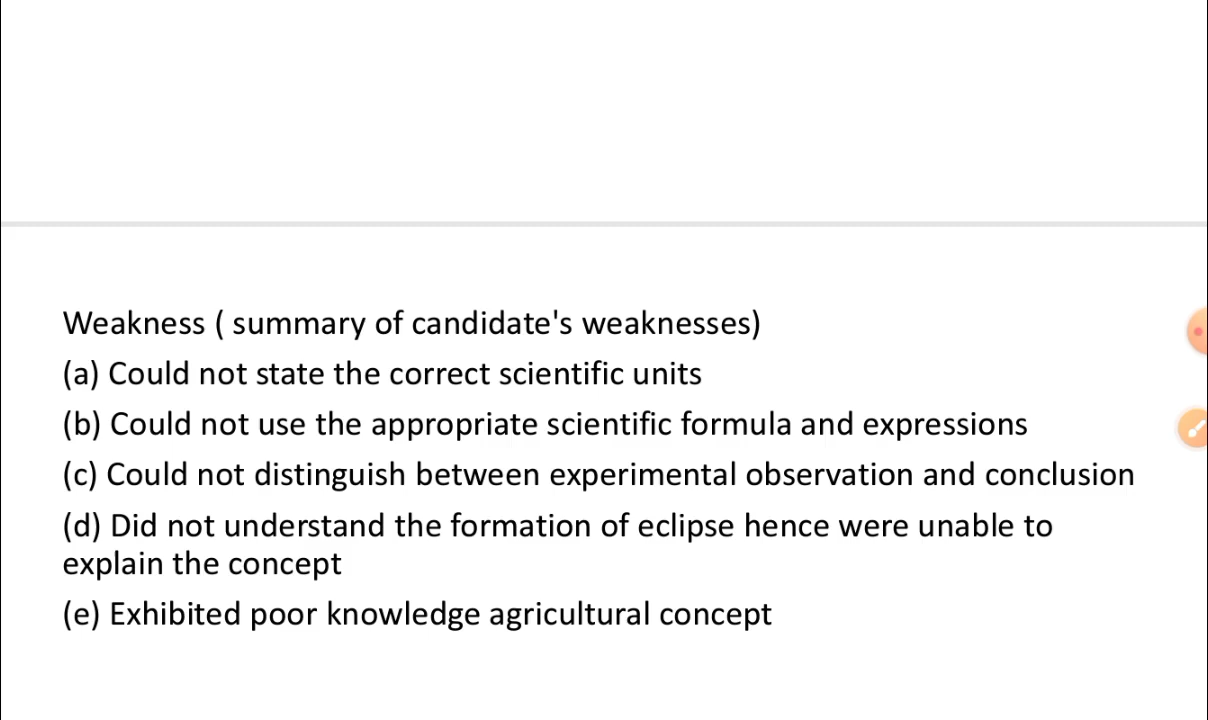 Weakness ( summary of candidate's weaknesses)
(a) Could not state the correct scientific units
(b) Could not use the appropriate scientific formula and expressions
(c) Could not distinguish between experimental observation and conclusion
(d) Did not understand the formation of eclipse hence were unable to
explain the concept
(e) Exhibited poor knowledge agricultural concept